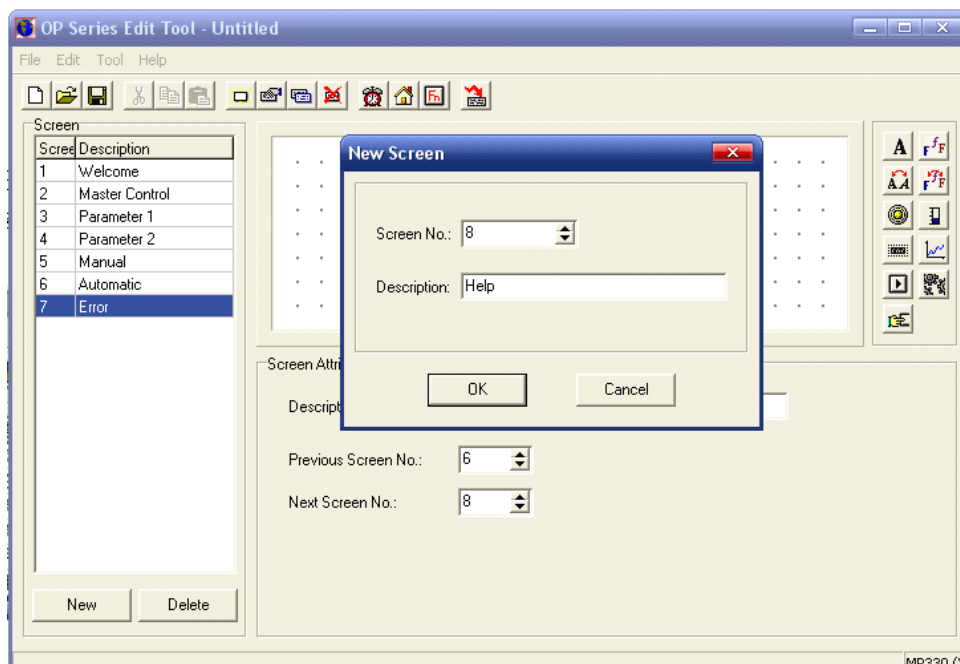 OP Series Edit Tool - Untitled
File Edit Tool Help
Screen
Scree Description
1 Welcome
2 Master Control
3 Parameter 1
4 Parameter 2
5 Manual
6 Automatic
7 Error
New Delete
New Screen
Screen No.: 8
Description: Help
OK Cancel
Screen Attri
Descript
Previous Screen No.: 6
Next Screen No.: 8
A
F f F
A A
F f F
Fn